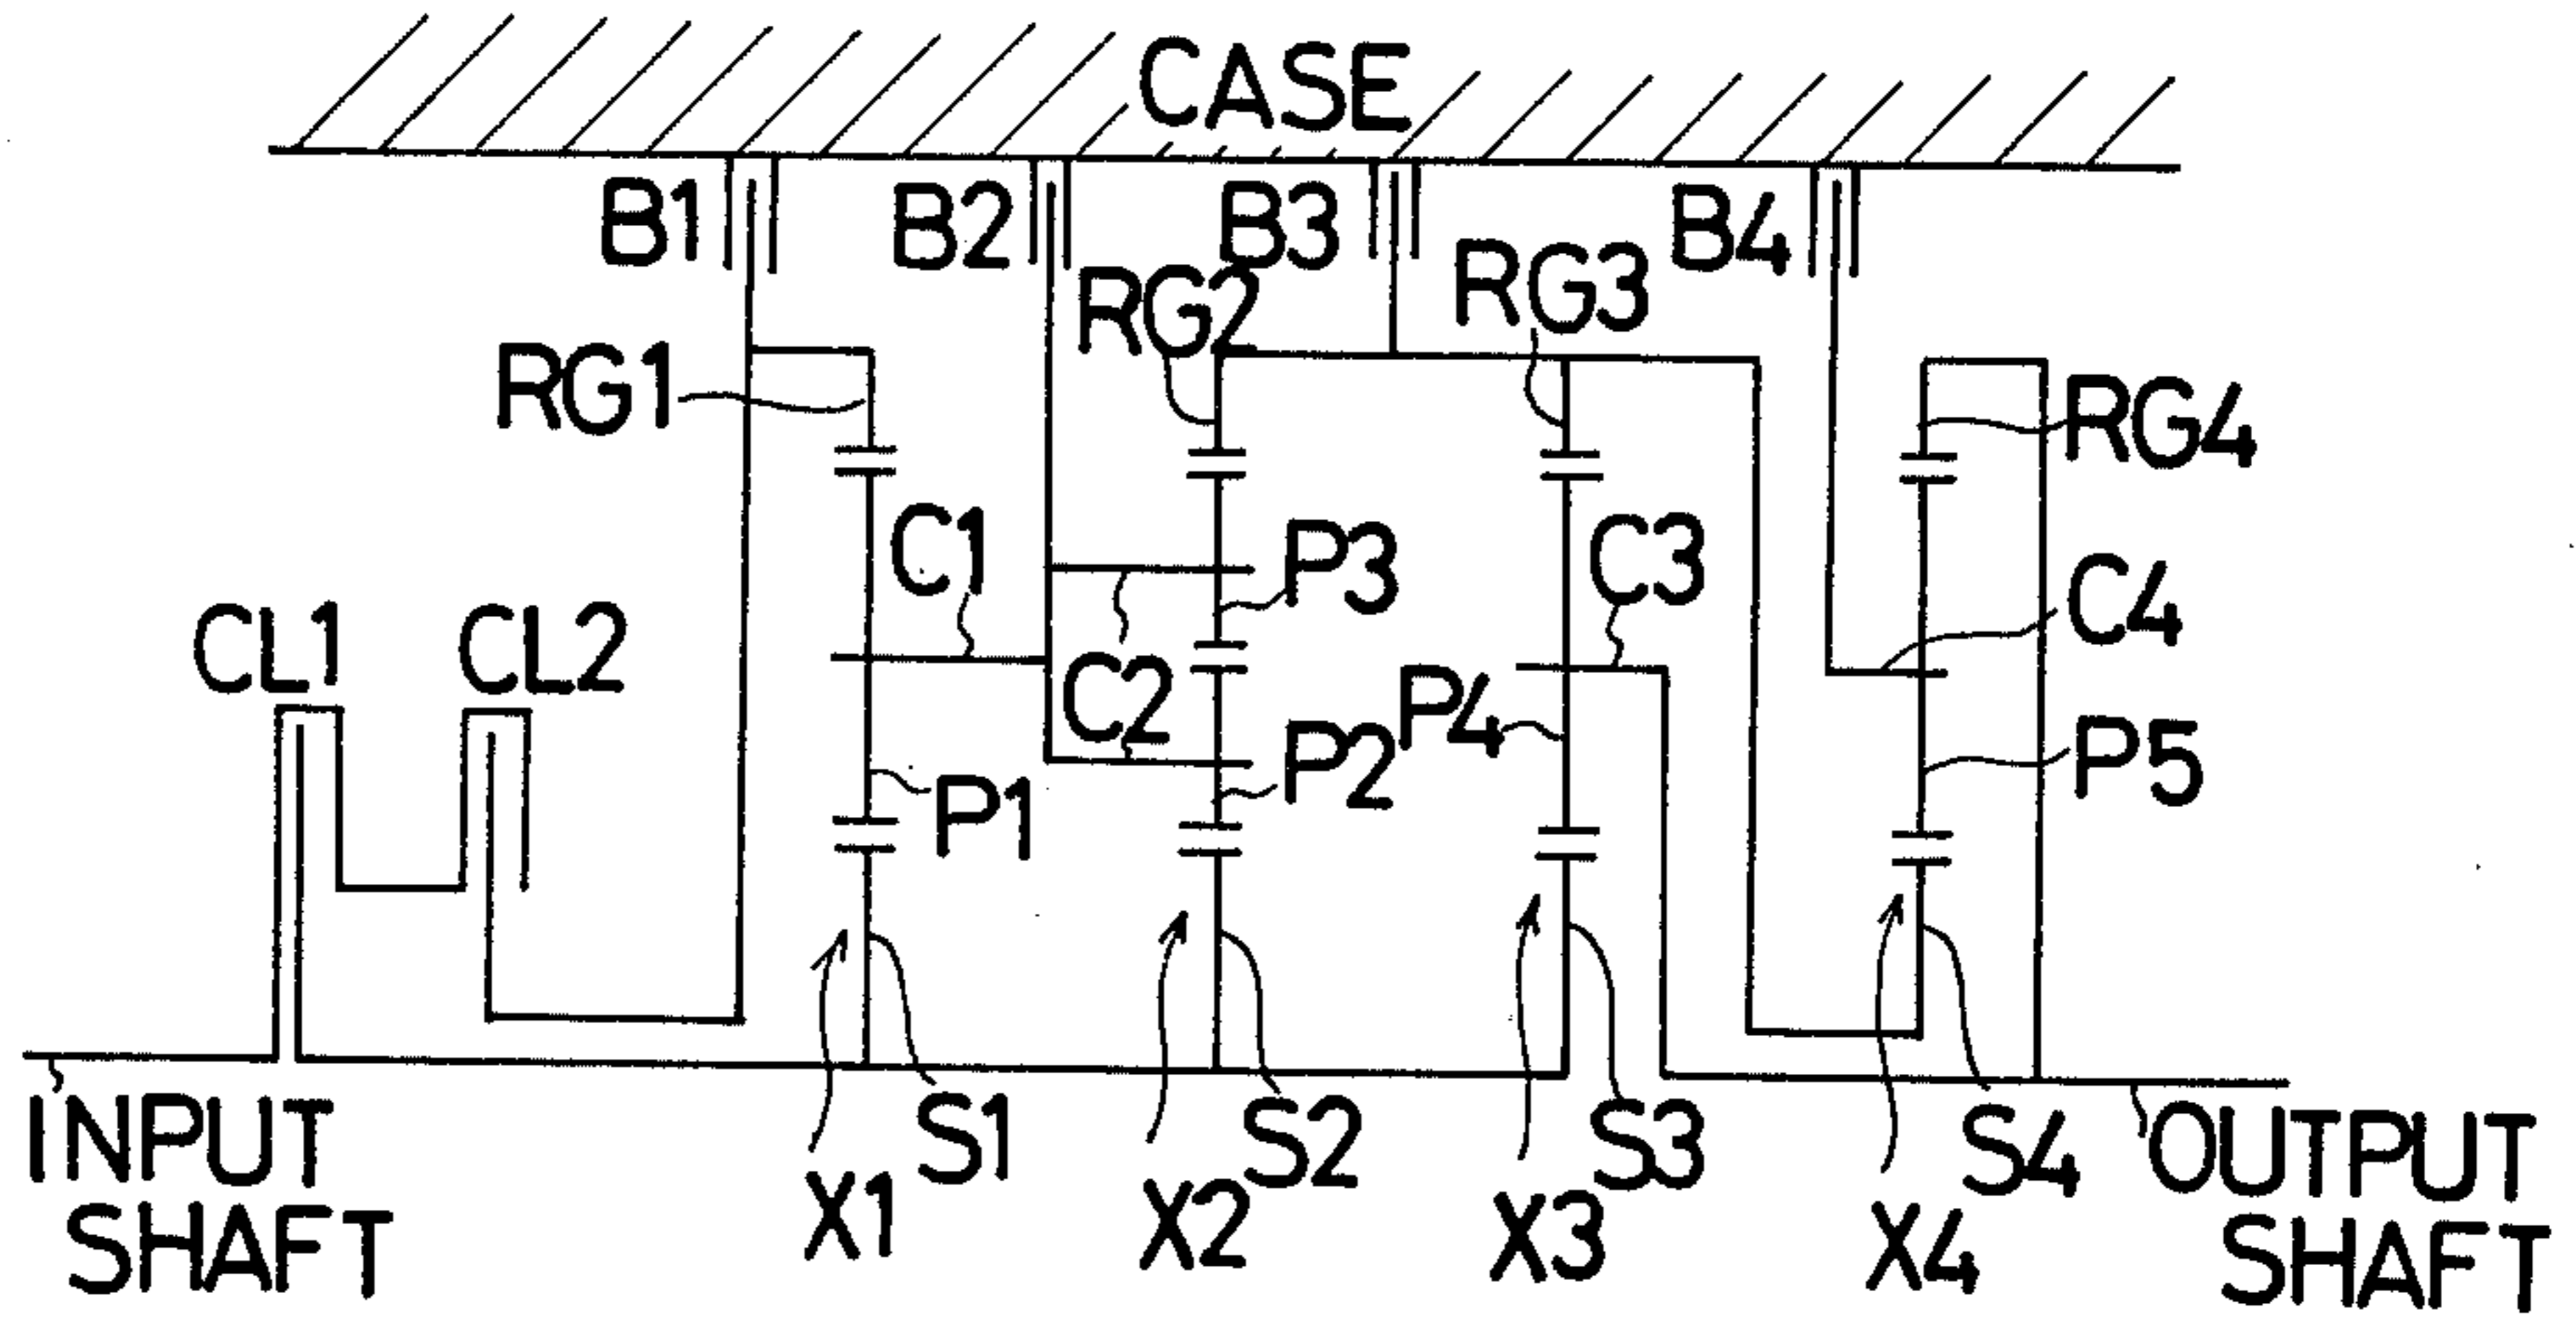 CASE
B1
B2
B3
B4
RG1
RG2
RG3
RG4
C1
P3
C3
C4
CL1
CL2
C2
P4
P2
P5
P1
INPUT
SHAFT
X1
S1
X2
S2
X3
S3
X4
S4
OUTPUT
SHAFT